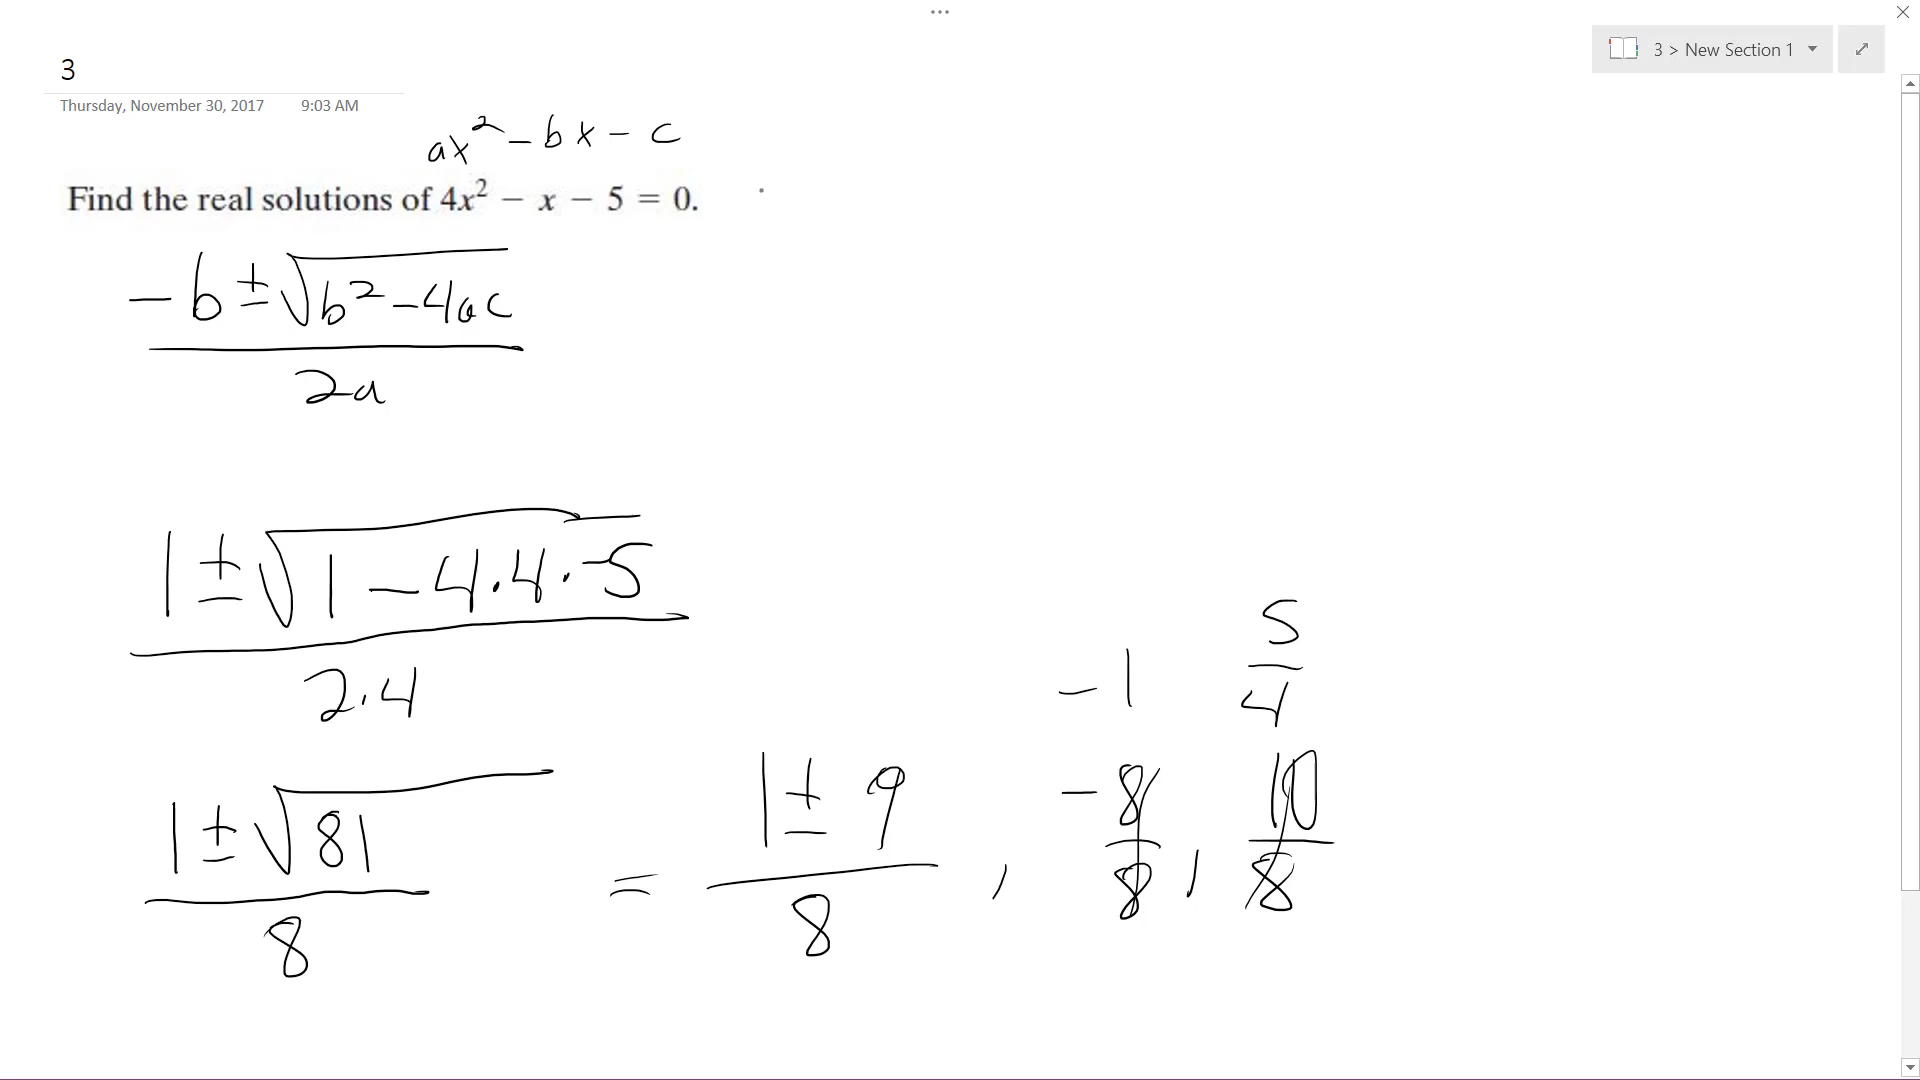 3 > New Section 1
3
Thursday, November 30, 2017 9:03 AM
ax² - bx - c
Find the real solutions of 4x² − x − 5 = 0.
-b ± √b² - 4ac
2a
1 ± √1 - 4·4·-5
2·4
-1 5/4
1 ± √81 / 8 = 1 ± 9 / 8 , -8/8 , 10/8